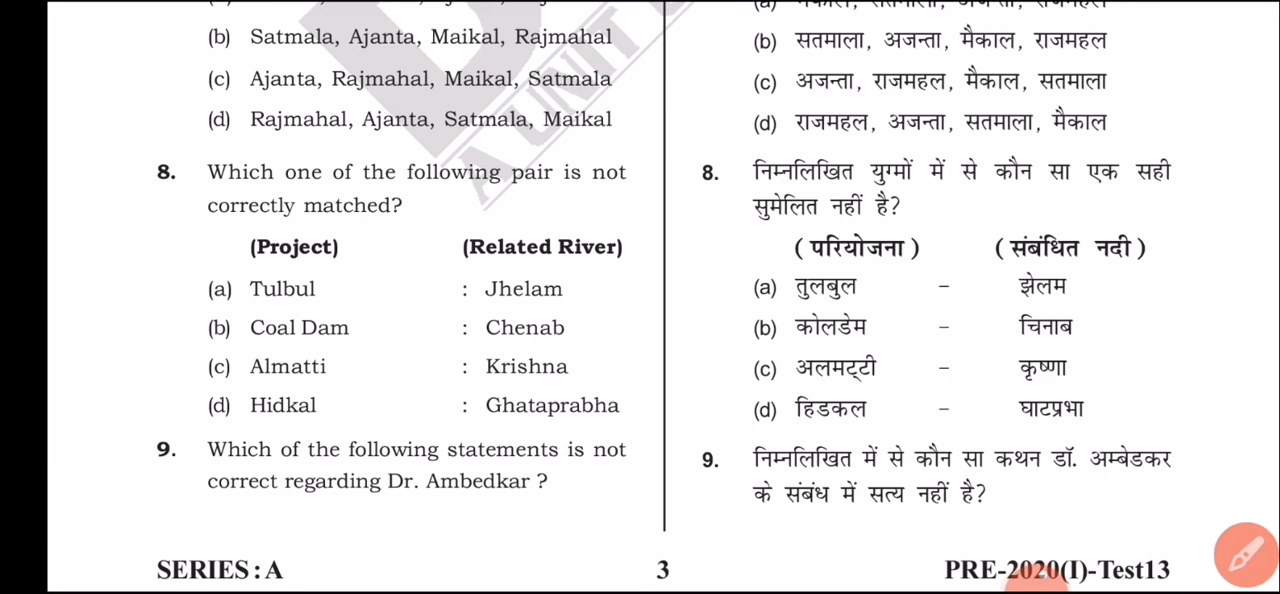 (b) Satmala, Ajanta, Maikal, Rajmahal
(c) Ajanta, Rajmahal, Maikal, Satmala
(d) Rajmahal, Ajanta, Satmala, Maikal
8. Which one of the following pair is not
correctly matched?
(Project) (Related River)
(a) Tulbul : Jhelam
(b) Coal Dam : Chenab
(c) Almatti : Krishna
(d) Hidkal : Ghataprabha
9. Which of the following statements is not
correct regarding Dr. Ambedkar ?
(b) सतमाला, अजन्ता, मैकाल, राजमहल
(c) अजन्ता, राजमहल, मैकाल, सतमाला
(d) राजमहल, अजन्ता, सतमाला, मैकाल
8. निम्नलिखित युग्मों में से कौन सा एक सही
सुमेलित नहीं है?
(परियोजना) (संबंधित नदी)
(a) तुलबुल – झेलम
(b) कोलडेम – चिनाब
(c) अलमट्टी – कृष्णा
(d) हिडकल – घाटप्रभा
9. निम्नलिखित में से कौन सा कथन डॉ. अम्बेडकर
के संबंध में सत्य नहीं है?
A UNIT
SERIES : A 3 PRE-2020(I)-Test13